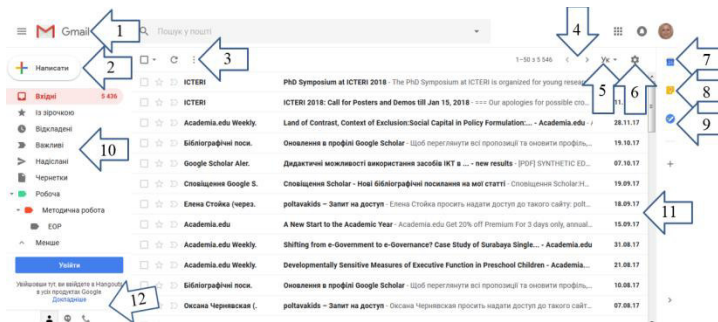 Gmail
1
Пошук у пошті
4
Написати
2
3
1–50 з 5 546
Ук
5
6
7
8
9
Вхідні 5 436
Із зірочкою
Відкладені
Важливі
10
Надіслані
Чернетки
Робоча
Методична робота
ЕОР
Менше
ICTERI PhD Symposium at ICTERI 2018 - The PhD Symposium at ICTERI is organized for young resear
ICTERI ICTERI 2018: Call for Posters and Demos till Jan 15, 2018 - === Our apologies for possible cro... 11.
Academia.edu Weekly. Land of Contrast, Context of Exclusion:Social Capital in Policy Formulation:... - Academia.edu - 28.11.17
Бібліографічні поси. Оновлення в профілі Google Scholar - Щоб переглянути всі пропозиції та оновити профіль,... 19.10.17
Google Scholar Aler. Дидактичні можливості використання засобів ІКТ в ... - new results - [PDF] SYNTHETIC ED... 07.10.17
Сповіщення Google S. Сповіщення Scholar - Нові бібліографічні посилання на мої статті - Сповіщення Scholar:Н... 19.09.17
Елена Стойка (через. poltavakids – Запит на доступ - Елена Стойка просить надати доступ до такого сайту: polt... 18.09.17
11
Academia.edu A New Start to the Academic Year - Academia.edu Get 20% off Premium For 3 days only, annual... 15.09.17
Academia.edu Weekly. Shifting from e-Government to e-Governance? Case Study of Surabaya Single... - Academia.edu 31.08.17
Academia.edu Weekly. Developmentally Sensitive Measures of Executive Function in Preschool Children - Academia... 21.08.17
Бібліографічні поси. Оновлення в профілі Google Scholar - Щоб переглянути всі пропозиції та оновити профіль,... 10.08.17
Оксана Чернявская (. poltavakids – Запит на доступ - Оксана Чернявская просить надати доступ до такого сайт... 07.08.17
Увійти
Увійшовши тут, ви ввійдете в Hangouts
в усіх продуктах Google
Докладніше
12